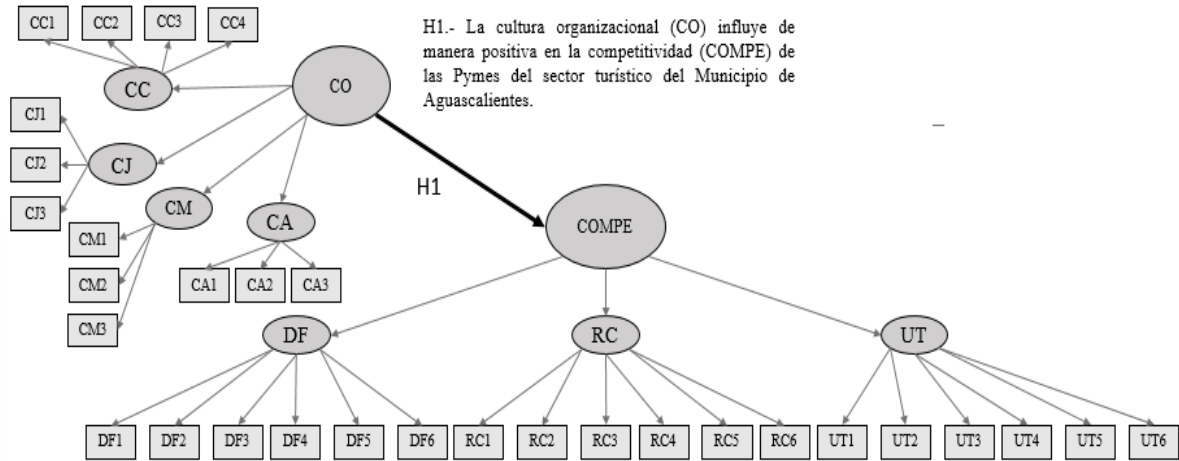 CC1 CC2 CC3 CC4
H1.- La cultura organizacional (CO) influye de
manera positiva en la competitividad (COMPE) de
las Pymes del sector turístico del Municipio de
Aguascalientes.
CC
CO
CJ1
CJ2
CJ3
CJ
CM
CM1
CM2
CM3
CA
CA1 CA2 CA3
H1
COMPE
DF RC UT
DF1 DF2 DF3 DF4 DF5 DF6 RC1 RC2 RC3 RC4 RC5 RC6 UT1 UT2 UT3 UT4 UT5 UT6